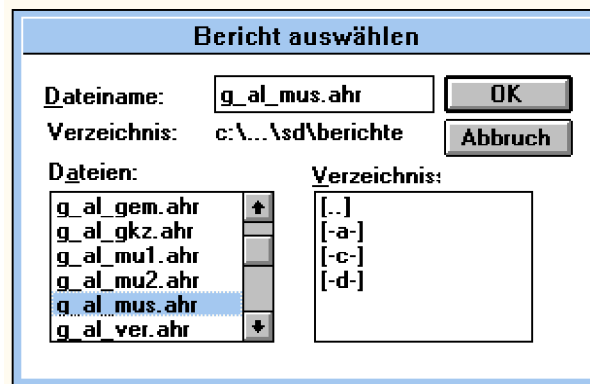 Bericht auswählen
Dateiname: g_al_mus.ahr OK
Verzeichnis: c:\...\sd\berichte Abbruch
Dateien: Verzeichnis:
g_al_gem.ahr [..]
g_al_gkz.ahr [-a-]
g_al_mu1.ahr [-c-]
g_al_mu2.ahr [-d-]
g_al_mus.ahr
g_al_ver.ahr